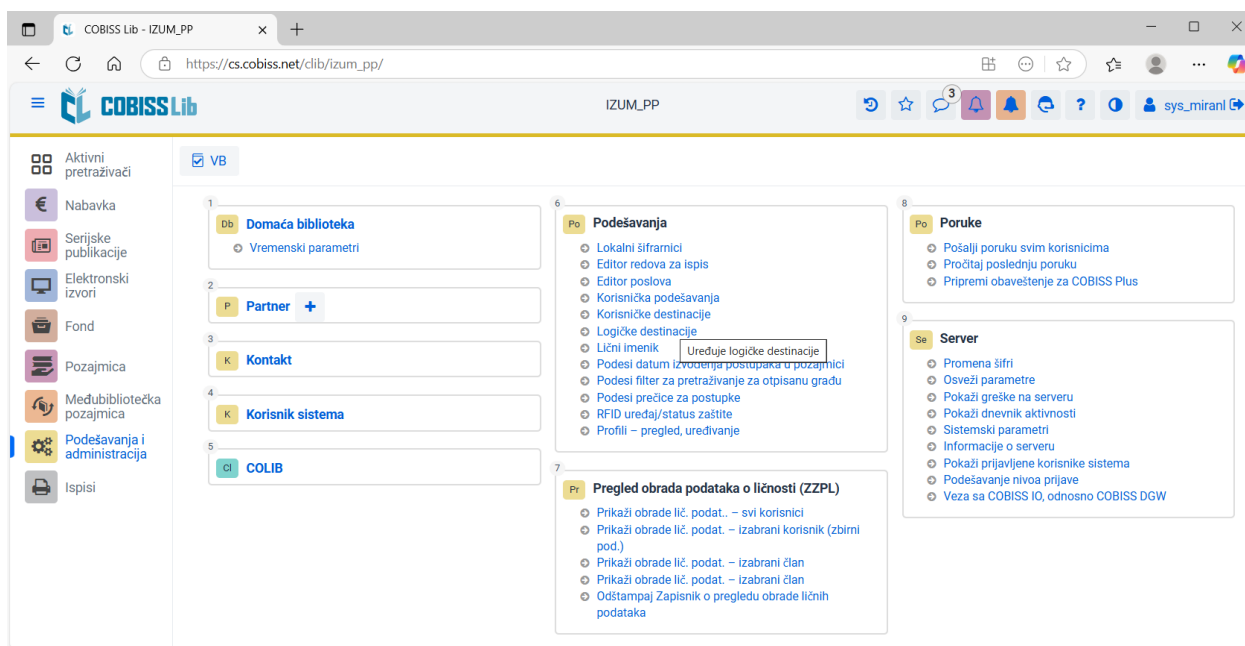 COBISS Lib - IZUM_PP
https://cs.cobiss.net/clib/izum_pp/
COBISS Lib
IZUM_PP
3
?
sys_miranl
Aktivni
pretraživači
€
Nabavka
Serijske
publikacije
Elektronski
izvori
Fond
Pozajmica
Međubibliotečka
pozajmica
Podešavanja i
administracija
Ispisi
VB
1
Db Domaća biblioteka
Vremenski parametri
2
P Partner +
3
K Kontakt
4
K Korisnik sistema
5
Cl COLIB
6
Po Podešavanja
Lokalni šifrarnici
Editor redova za ispis
Editor poslova
Korisnička podešavanja
Korisničke destinacije
Logičke destinacije
Lični imenik
Uređuje logičke destinacije
Podesi datum izvođenja postupaka u pozajmici
Podesi filter za pretraživanje za otpisanu građu
Podesi prečice za postupke
RFID uređaj/status zaštite
Profili – pregled, uređivanje
7
Pr Pregled obrada podataka o ličnosti (ZZPL)
Prikaži obrade lič. podat.. – svi korisnici
Prikaži obrade lič. podat. – izabrani korisnik (zbirni
pod.)
Prikaži obrade lič. podat. – izabrani član
Prikaži obrade lič. podat. – izabrani član
Odštampaj Zapisnik o pregledu obrade ličnih
podataka
8
Po Poruke
Pošalji poruku svim korisnicima
Pročitaj poslednju poruku
Pripremi obaveštenje za COBISS Plus
9
Se Server
Promena šifri
Osveži parametre
Pokaži greške na serveru
Pokaži dnevnik aktivnosti
Sistemski parametri
Informacije o serveru
Pokaži prijavljene korisnike sistema
Podešavanje nivoa prijave
Veza sa COBISS IO, odnosno COBISS DGW